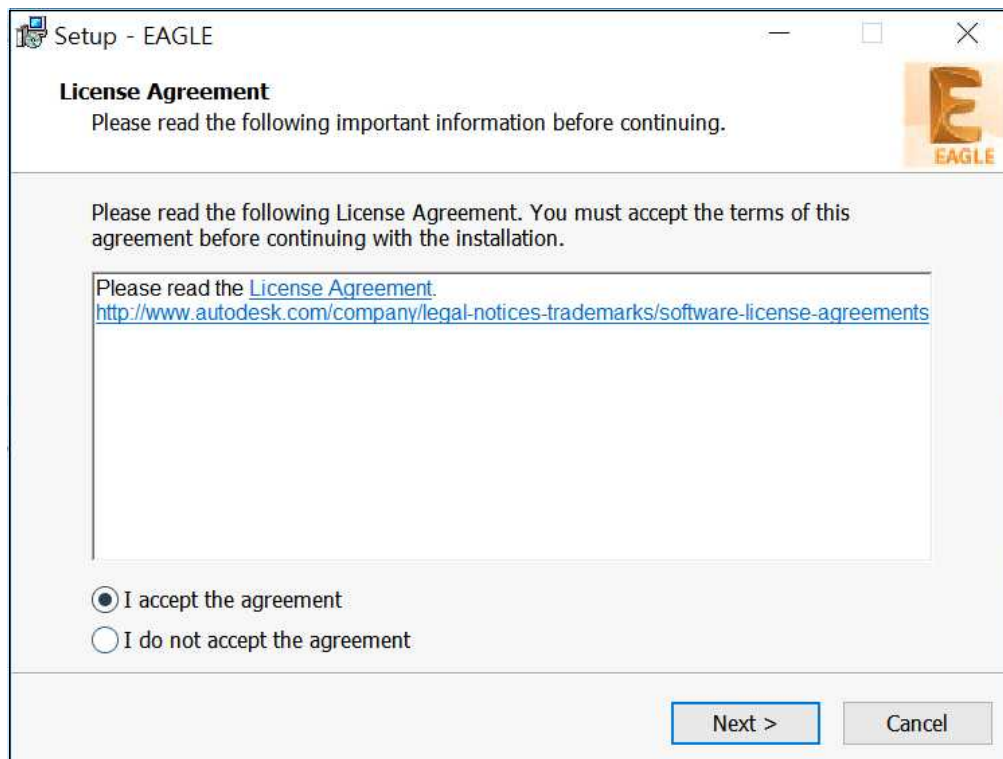 Setup - EAGLE
License Agreement
Please read the following important information before continuing.
E
EAGLE
Please read the following License Agreement. You must accept the terms of this
agreement before continuing with the installation.
Please read the License Agreement.
http://www.autodesk.com/company/legal-notices-trademarks/software-license-agreements
I accept the agreement
I do not accept the agreement
Next >
Cancel